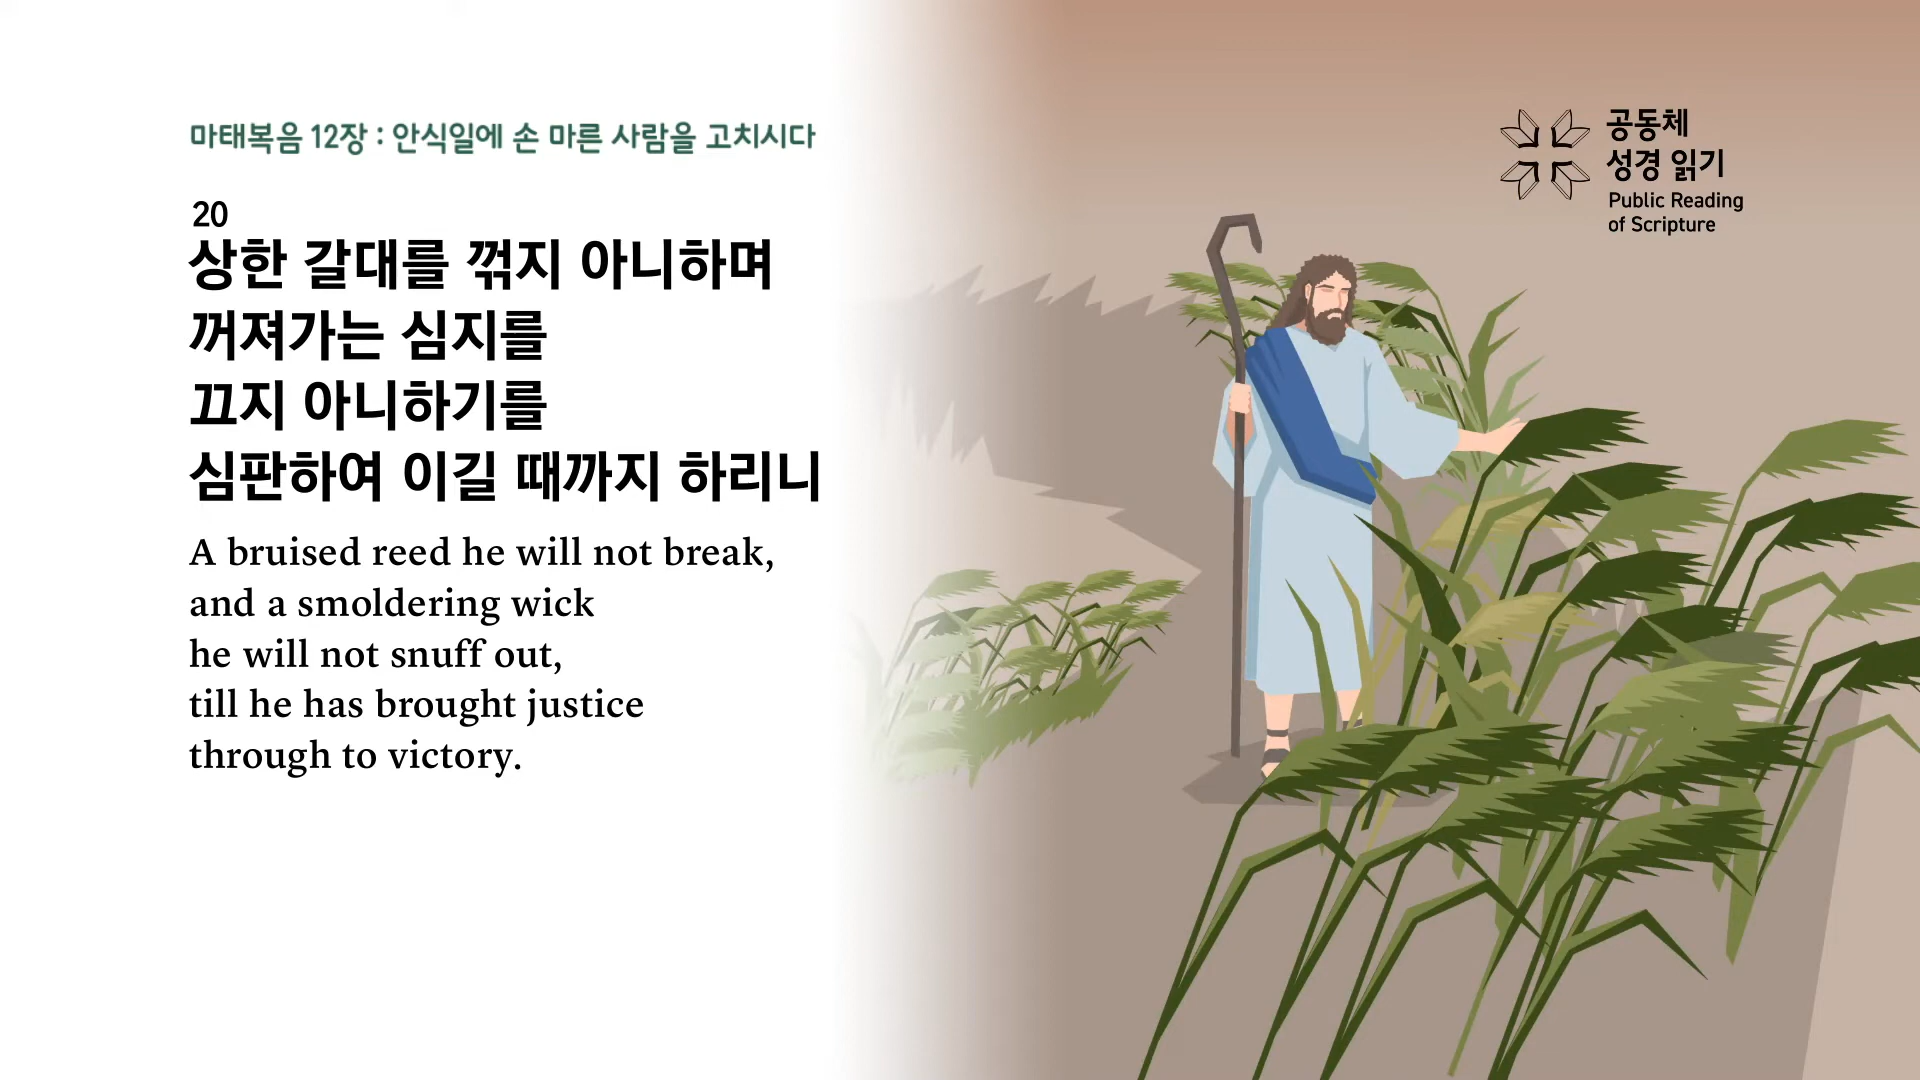 마태복음 12장 : 안식일에 손 마른 사람을 고치시다
20
상한 갈대를 꺾지 아니하며
꺼져가는 심지를
끄지 아니하기를
심판하여 이길 때까지 하리니
A bruised reed he will not break,
and a smoldering wick
he will not snuff out,
till he has brought justice
through to victory.
공동체
성경 읽기
Public Reading
of Scripture